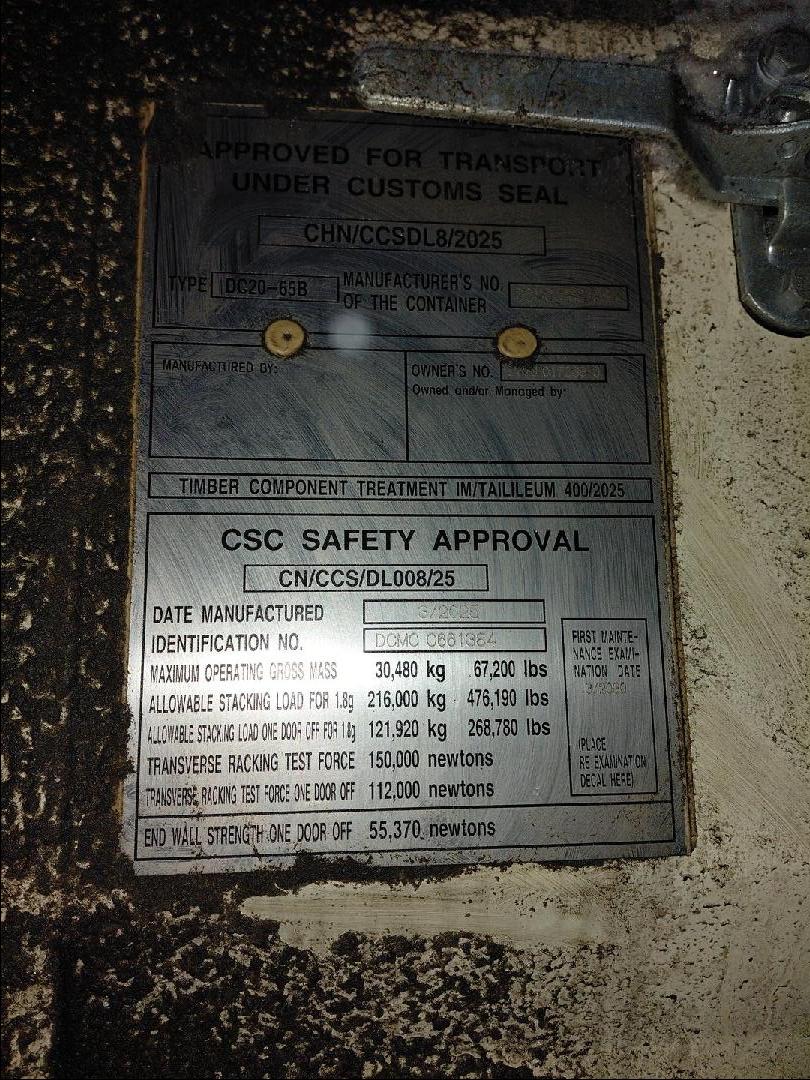 APPROVED FOR TRANSPORT
UNDER CUSTOMS SEAL
CHN/CCSDL8/2025
TYPE DC20-65B MANUFACTURER'S NO. OF THE CONTAINER
MANUFACTURED BY:
OWNER'S NO.
Owned and/or Managed by:
TIMBER COMPONENT TREATMENT IM/TAILILEUM 400/2025
CSC SAFETY APPROVAL
CN/CCS/DL008/25
DATE MANUFACTURED 3/2025
IDENTIFICATION NO. DCMC C661384
MAXIMUM OPERATING GROSS MASS 30,480 kg 67,200 lbs
ALLOWABLE STACKING LOAD FOR 1.8g 216,000 kg 476,190 lbs
ALLOWABLE STACKING LOAD ONE DOOR OFF FOR 1.8g 121,920 kg 268,780 lbs
TRANSVERSE RACKING TEST FORCE 150,000 newtons
TRANSVERSE RACKING TEST FORCE ONE DOOR OFF 112,000 newtons
END WALL STRENGTH ONE DOOR OFF 55,370 newtons
FIRST MAINTE-
NANCE EXAMI-
NATION DATE
3/2030
(PLACE
RE EXAMINATION
DECAL HERE)